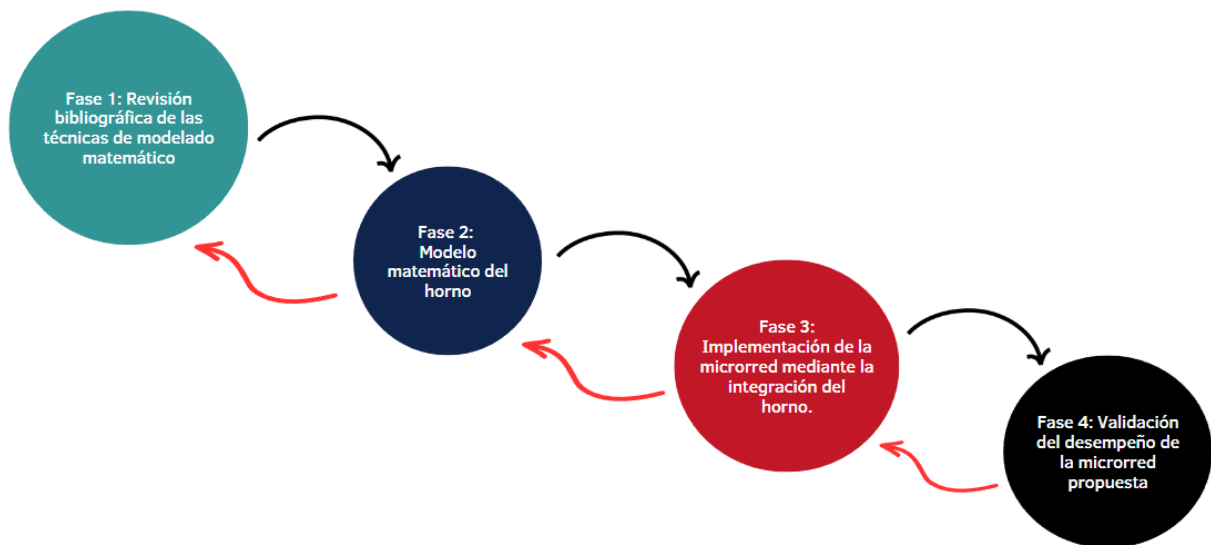 Fase 1: Revisión
bibliográfica de las
técnicas de modelado
matemático
Fase 2:
Modelo
matemático del
horno
Fase 3:
Implementación de la
microrred mediante la
integración del
horno.
Fase 4: Validación
del desempeño de
la microrred
propuesta